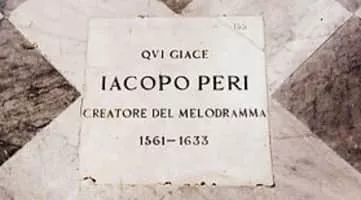 QVI GIACE
IACOPO PERI
CREATORE DEL MELODRAMMA
1561-1633